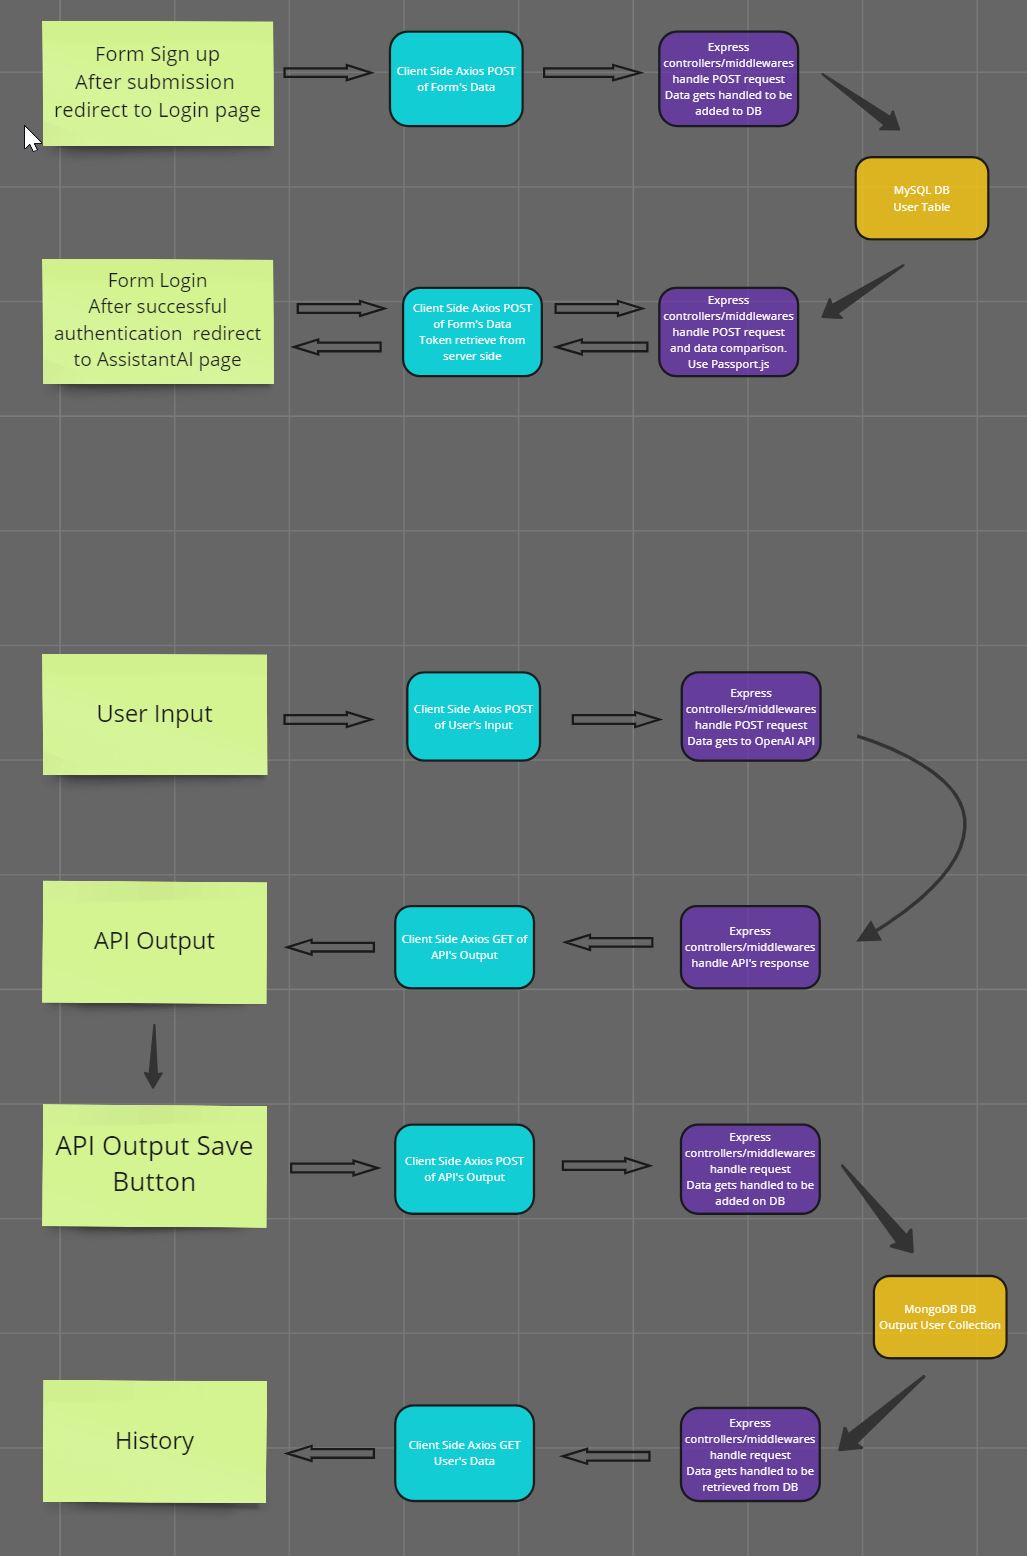 Form Sign up
After submission
redirect to Login page
Client Side Axios POST
of Form's Data
Express
controllers/middlewares
handle POST request
Data gets handled to be
added to DB
MySQL DB
User Table
Form Login
After successful
authentication redirect
to AssistantAI page
Client Side Axios POST
of Form's Data
Token retrieve from
server side
Express
controllers/middlewares
handle POST request
and data comparison.
Use Passport.js
User Input
Client Side Axios POST
of User's Input
Express
controllers/middlewares
handle POST request
Data gets to OpenAI API
API Output
Client Side Axios GET of
API's Output
Express
controllers/middlewares
handle API's response
API Output Save
Button
Client Side Axios POST
of API's Output
Express
controllers/middlewares
handle request
Data gets handled to be
added on DB
MongoDB DB
Output User Collection
History
Client Side Axios GET
User's Data
Express
controllers/middlewares
handle request
Data gets handled to be
retrieved from DB